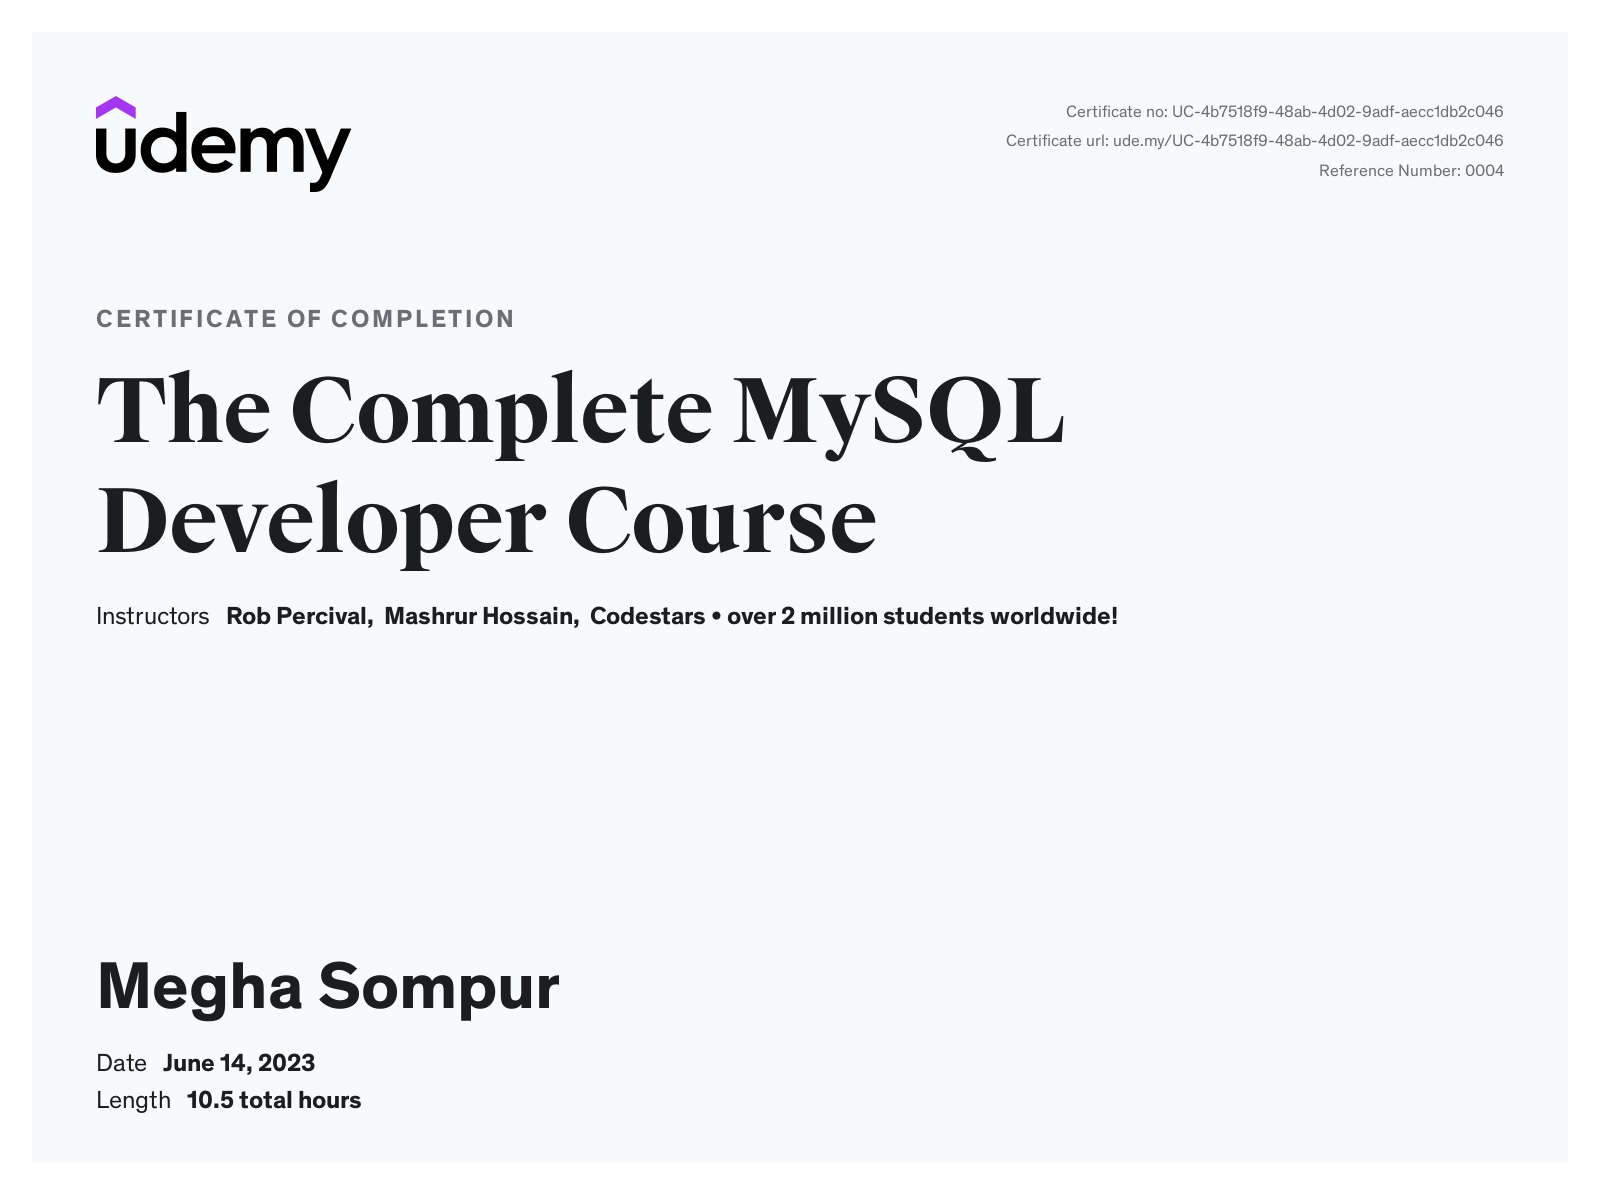 udemy
Certificate no: UC-4b7518f9-48ab-4d02-9adf-aecc1db2c046
Certificate url: ude.my/UC-4b7518f9-48ab-4d02-9adf-aecc1db2c046
Reference Number: 0004
CERTIFICATE OF COMPLETION
The Complete MySQL
Developer Course
Instructors Rob Percival, Mashrur Hossain, Codestars • over 2 million students worldwide!
Megha Sompur
Date June 14, 2023
Length 10.5 total hours